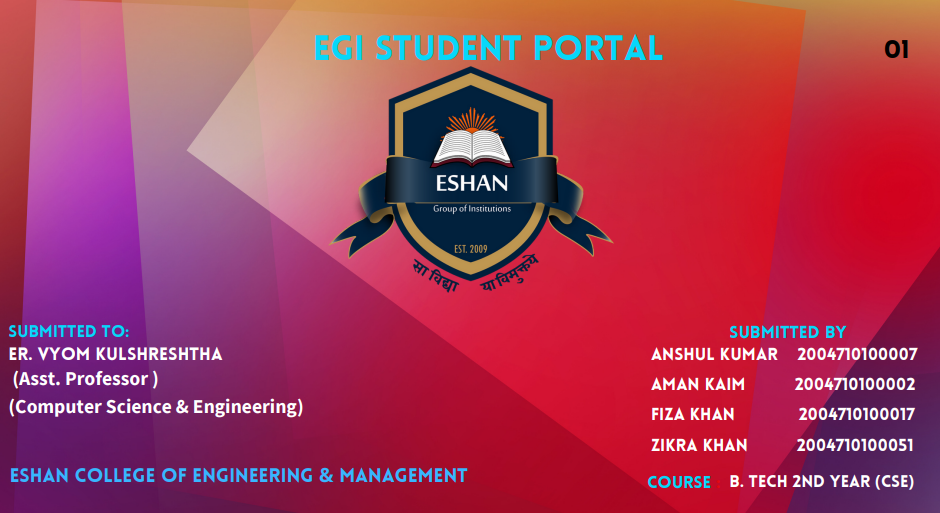 EGI STUDENT PORTAL
01
ESHAN
Group of Institutions
EST. 2009
सा विद्या या विमुक्तये
SUBMITTED TO:
ER. VYOM KULSHRESHTHA
(Asst. Professor )
(Computer Science & Engineering)
ESHAN COLLEGE OF ENGINEERING & MANAGEMENT
SUBMITTED BY
ANSHUL KUMAR 2004710100007
AMAN KAIM 2004710100002
FIZA KHAN 2004710100017
ZIKRA KHAN 2004710100051
COURSE B. TECH 2ND YEAR (CSE)